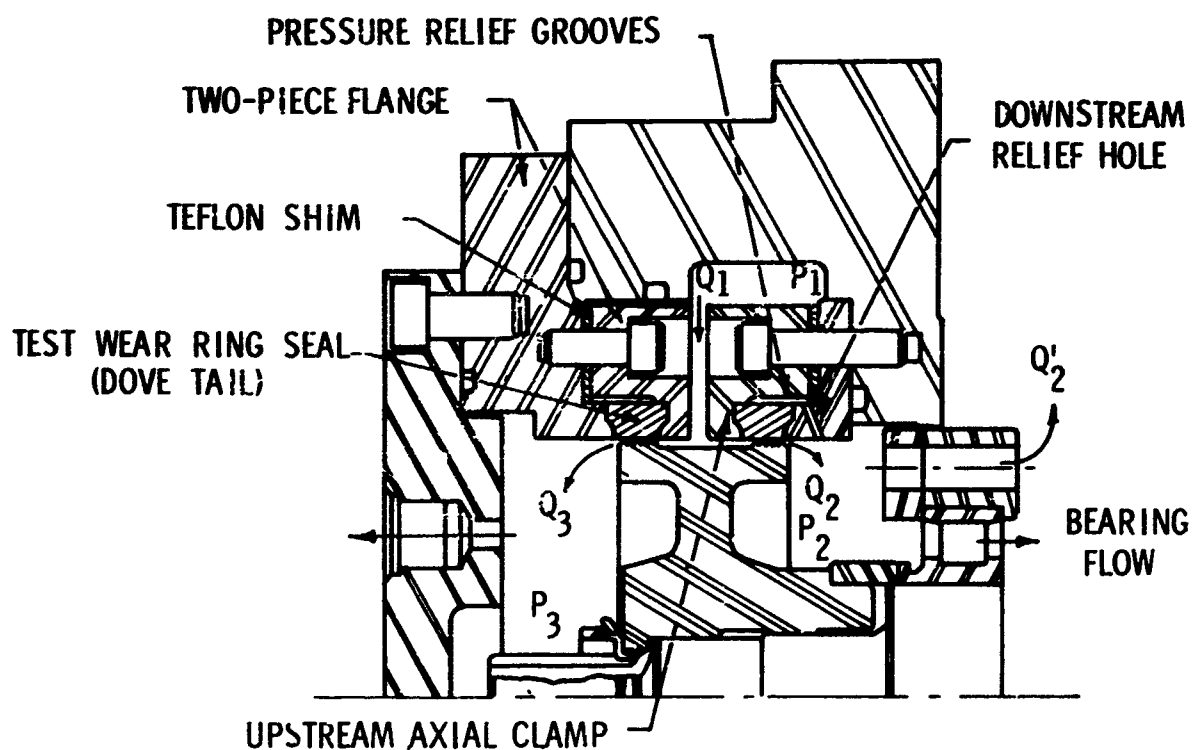 PRESSURE RELIEF GROOVES
TWO-PIECE FLANGE
DOWNSTREAM
RELIEF HOLE
TEFLON SHIM
Q1
P1
TEST WEAR RING SEAL
(DOVE TAIL)
Q'2
Q3
Q2
P2
BEARING
FLOW
P3
UPSTREAM AXIAL CLAMP